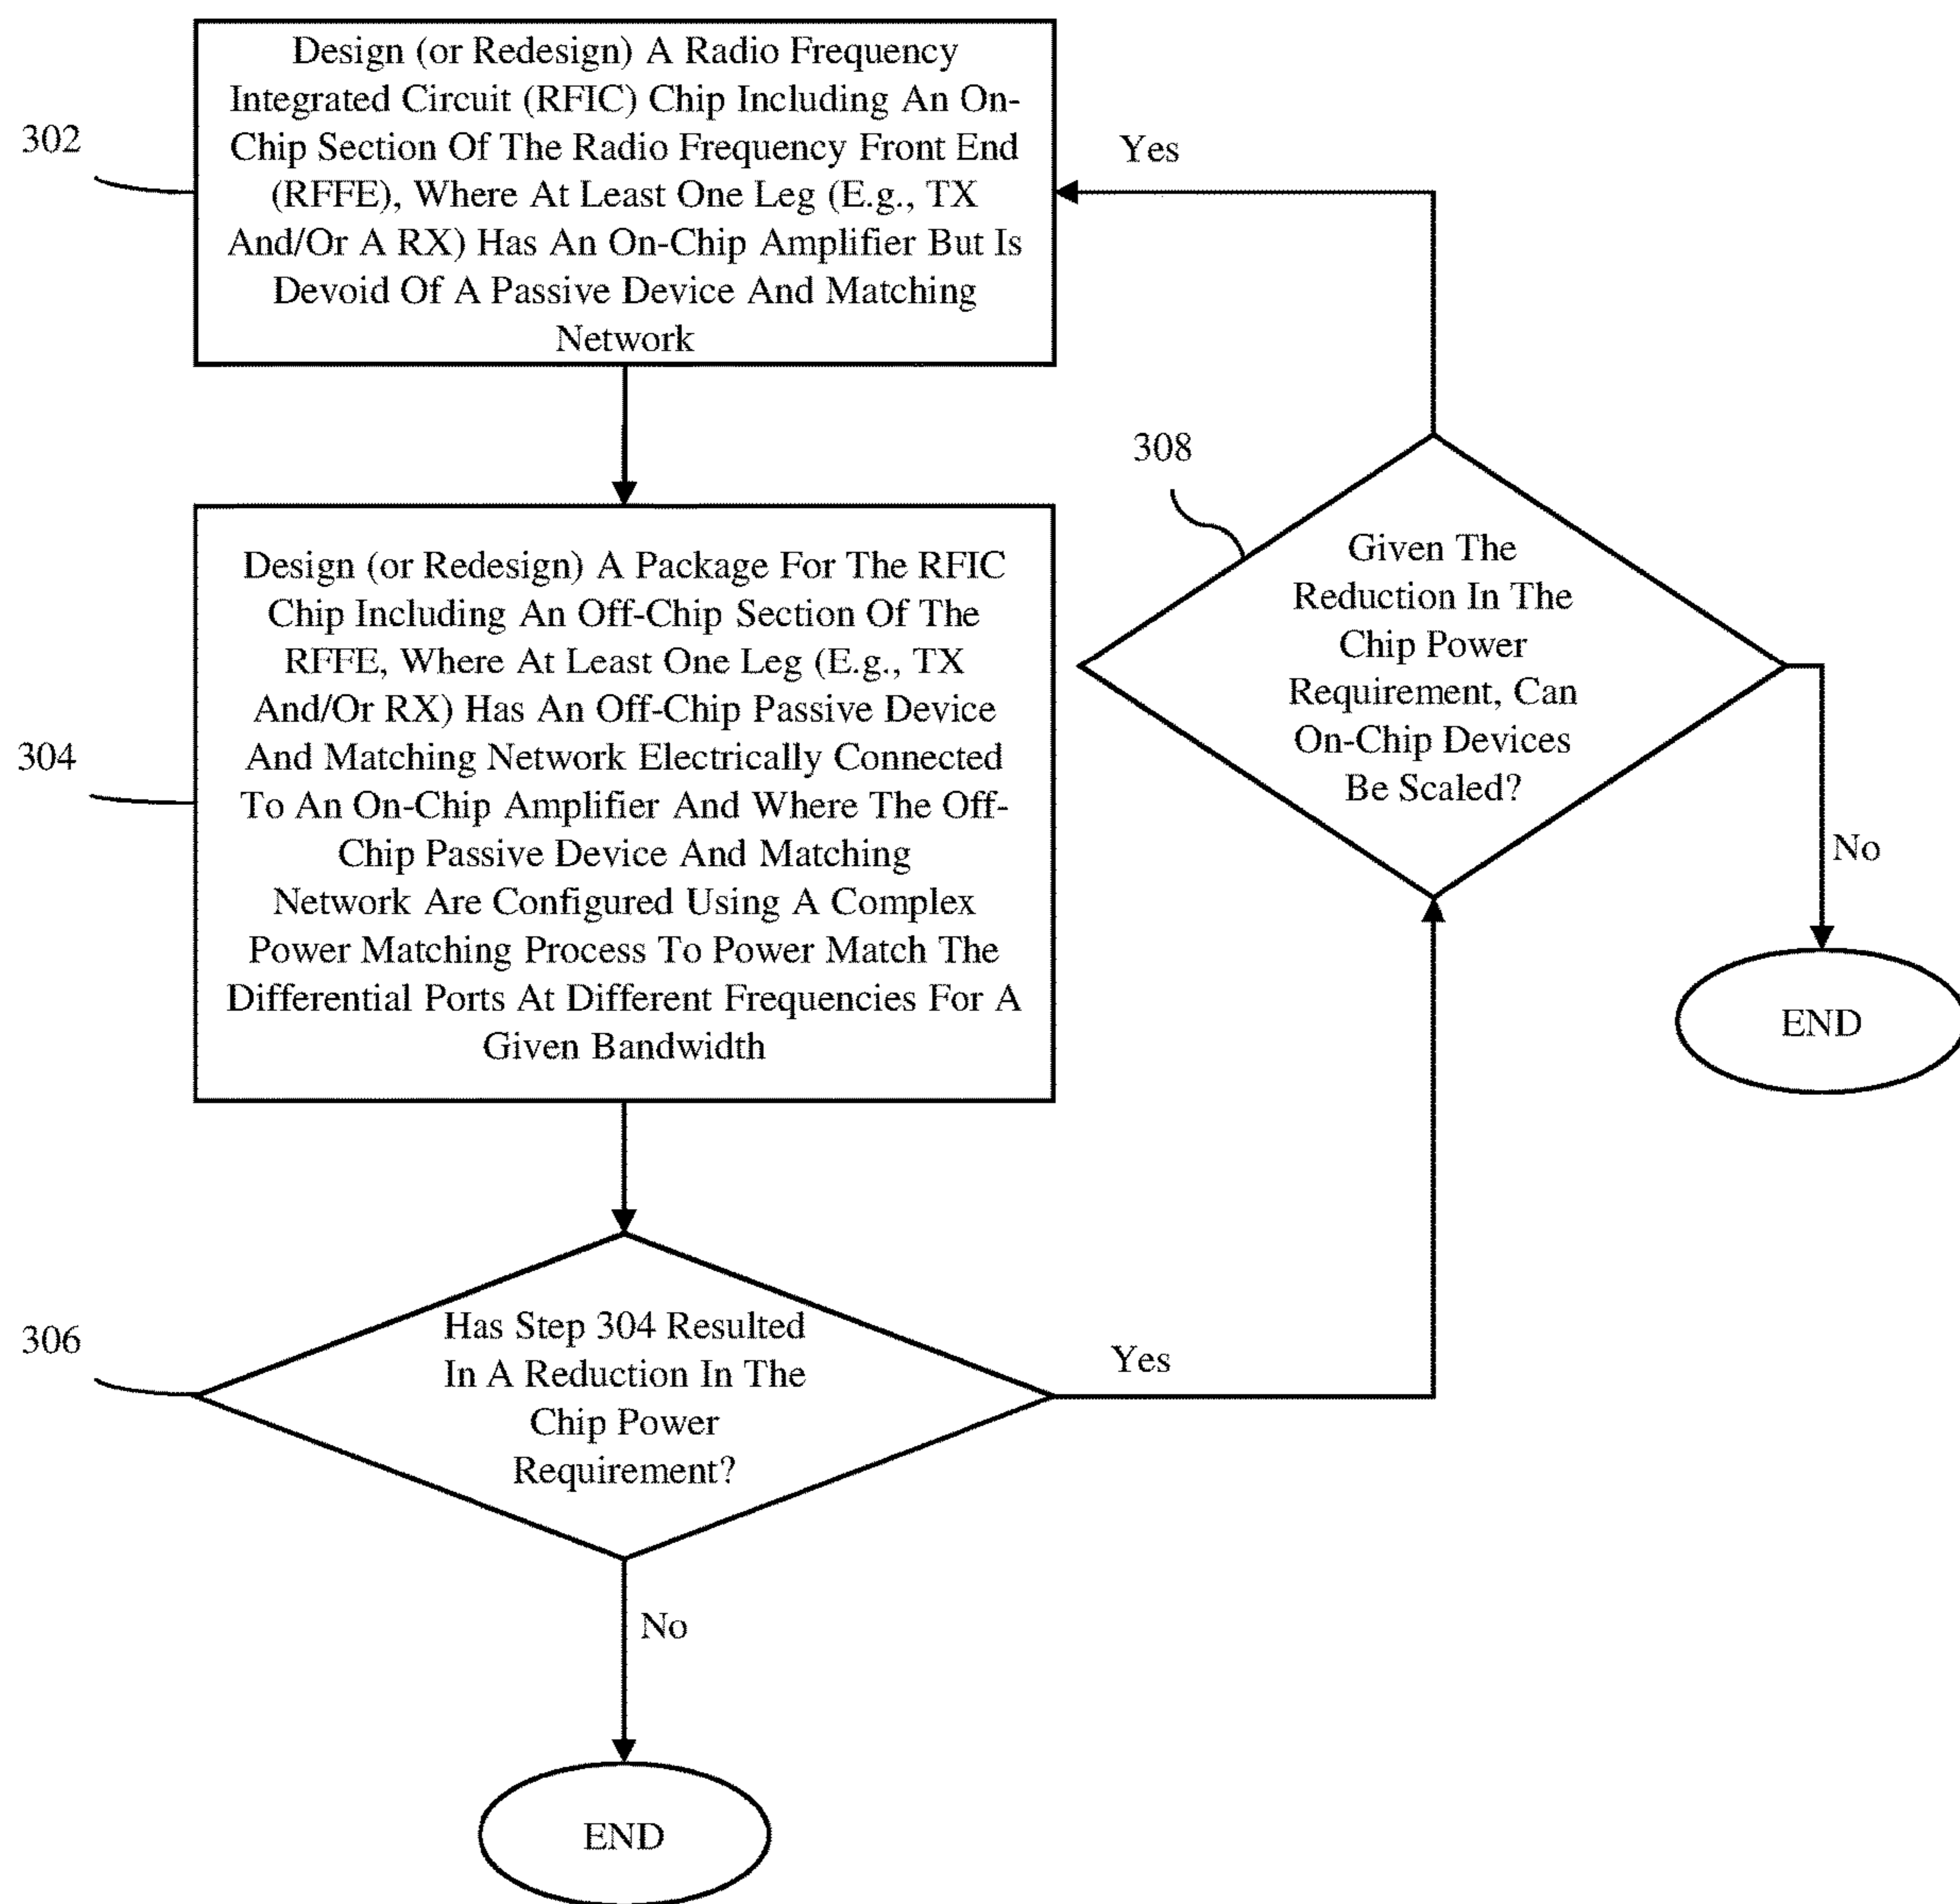 302
Design (or Redesign) A Radio Frequency
Integrated Circuit (RFIC) Chip Including An On-
Chip Section Of The Radio Frequency Front End
(RFFE), Where At Least One Leg (E.g., TX
And/Or A RX) Has An On-Chip Amplifier But Is
Devoid Of A Passive Device And Matching
Network
Yes
304
Design (or Redesign) A Package For The RFIC
Chip Including An Off-Chip Section Of The
RFFE, Where At Least One Leg (E.g., TX
And/Or RX) Has An Off-Chip Passive Device
And Matching Network Electrically Connected
To An On-Chip Amplifier And Where The Off-
Chip Passive Device And Matching
Network Are Configured Using A Complex
Power Matching Process To Power Match The
Differential Ports At Different Frequencies For A
Given Bandwidth
306
Has Step 304 Resulted
In A Reduction In The
Chip Power
Requirement?
Yes
No
END
308
Given The
Reduction In The
Chip Power
Requirement, Can
On-Chip Devices
Be Scaled?
No
END